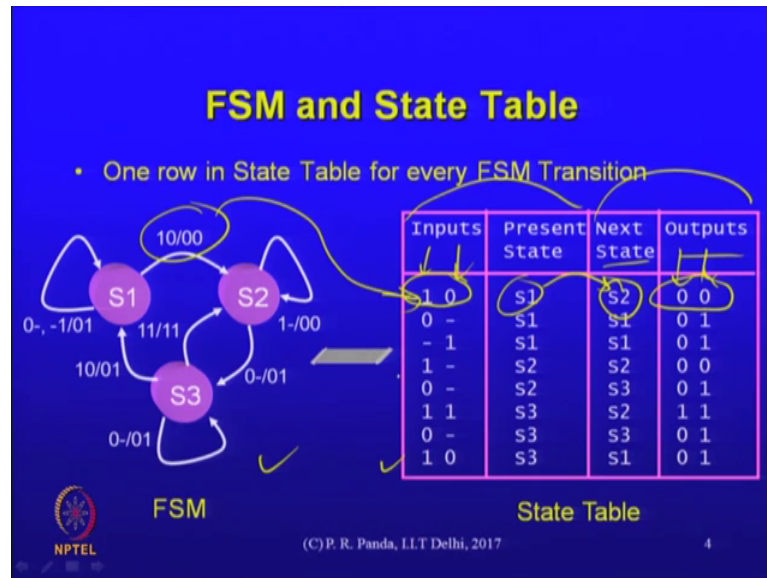 FSM and State Table
• One row in State Table for every FSM Transition
10/00
S1
S2
0-, -1/01
11/11
1-/00
10/01
0-/01
S3
0-/01
FSM
Inputs Present State Next State Outputs
1 0 S1 S2 0 0
0 - S1 S1 0 1
- 1 S1 S1 0 1
1 - S2 S2 0 0
0 - S2 S3 0 1
1 1 S3 S2 1 1
0 - S3 S3 0 1
1 0 S3 S1 0 1
State Table
NPTEL
(C) P. R. Panda, I.I.T Delhi, 2017
4